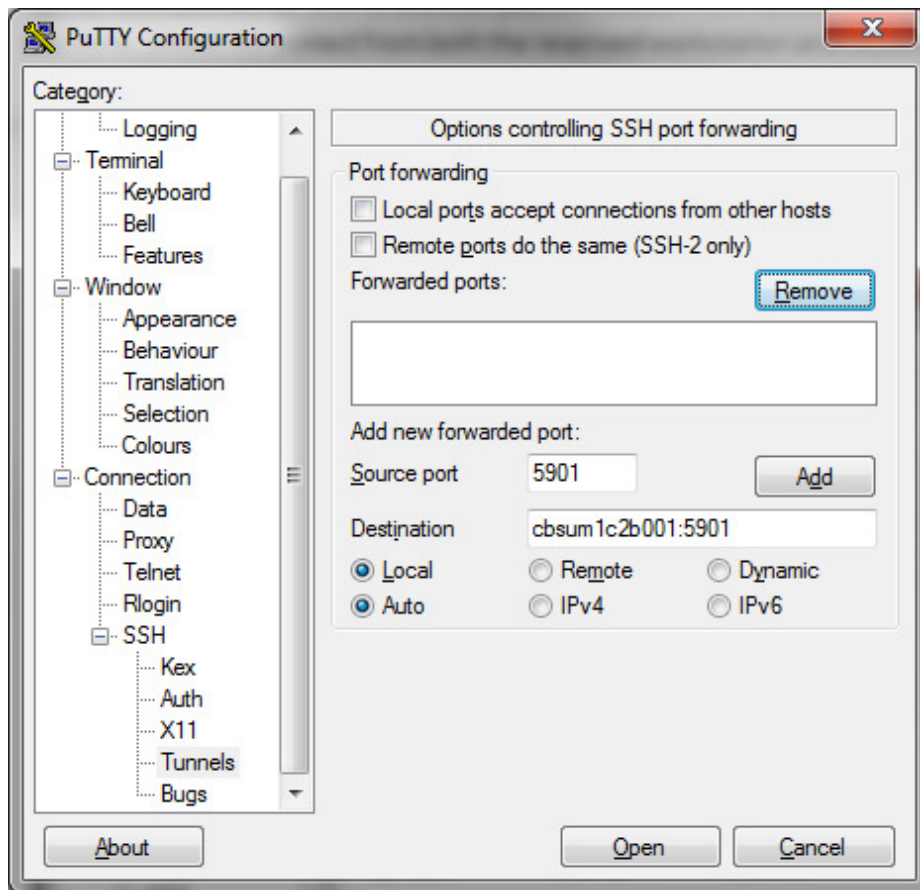 PuTTY Configuration
Category:
Logging
Terminal
Keyboard
Bell
Features
Window
Appearance
Behaviour
Translation
Selection
Colours
Connection
Data
Proxy
Telnet
Rlogin
SSH
Kex
Auth
X11
Tunnels
Bugs
Options controlling SSH port forwarding
Port forwarding
Local ports accept connections from other hosts
Remote ports do the same (SSH-2 only)
Forwarded ports:
Remove
Add new forwarded port:
Source port 5901 Add
Destination cbsum1c2b001:5901
Local Remote Dynamic
Auto IPv4 IPv6
About Open Cancel